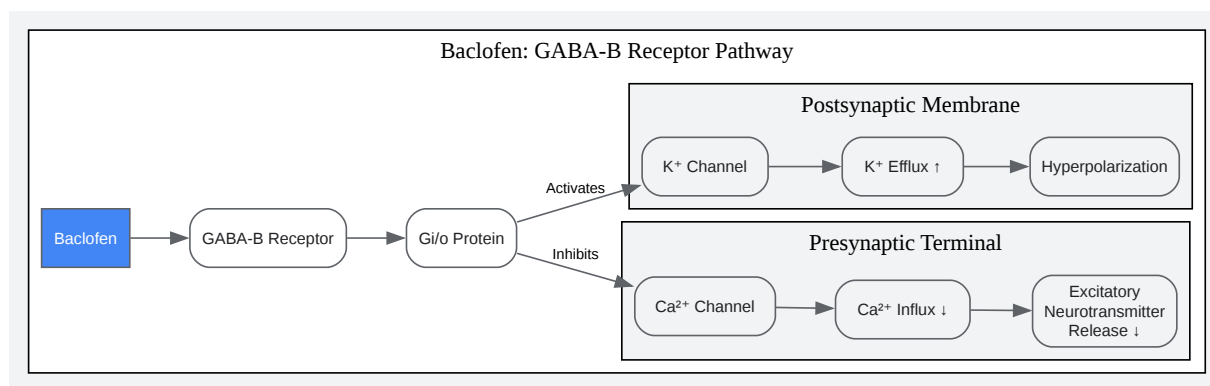 Baclofen: GABA-B Receptor Pathway
Postsynaptic Membrane
K⁺ Channel
K⁺ Efflux ↑
Hyperpolarization
Activates
Baclofen
GABA-B Receptor
Gi/o Protein
Inhibits
Presynaptic Terminal
Ca²⁺ Channel
Ca²⁺ Influx ↓
Excitatory
Neurotransmitter
Release ↓